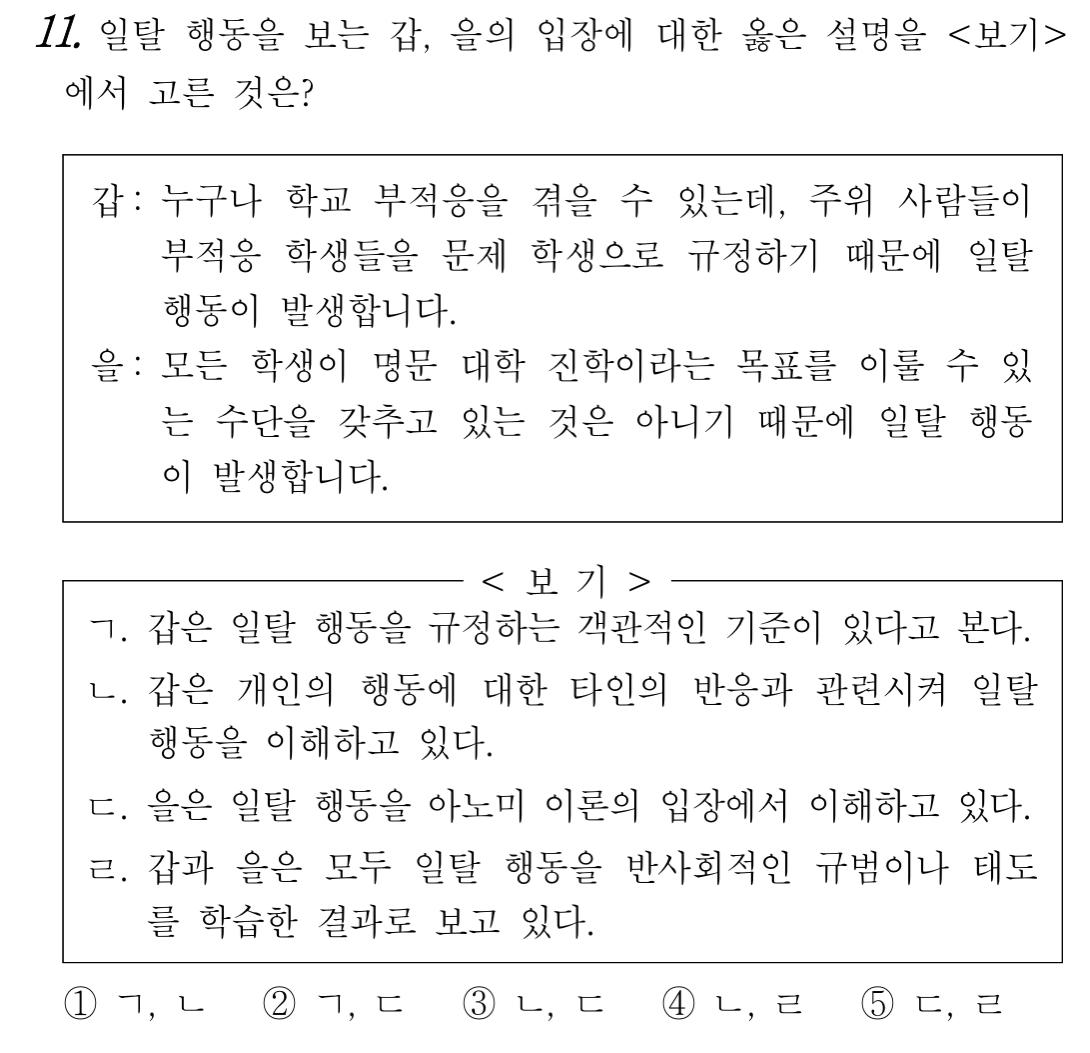 11. 일탈 행동을 보는 갑, 을의 입장에 대한 옳은 설명을 <보기>
에서 고른 것은?
갑 : 누구나 학교 부적응을 겪을 수 있는데, 주위 사람들이
부적응 학생들을 문제 학생으로 규정하기 때문에 일탈
행동이 발생합니다.
을 : 모든 학생이 명문 대학 진학이라는 목표를 이룰 수 있
는 수단을 갖추고 있는 것은 아니기 때문에 일탈 행동
이 발생합니다.
< 보 기 >
ㄱ. 갑은 일탈 행동을 규정하는 객관적인 기준이 있다고 본다.
ㄴ. 갑은 개인의 행동에 대한 타인의 반응과 관련시켜 일탈
행동을 이해하고 있다.
ㄷ. 을은 일탈 행동을 아노미 이론의 입장에서 이해하고 있다.
ㄹ. 갑과 을은 모두 일탈 행동을 반사회적인 규범이나 태도
를 학습한 결과로 보고 있다.
① ㄱ, ㄴ ② ㄱ, ㄷ ③ ㄴ, ㄷ ④ ㄴ, ㄹ ⑤ ㄷ, ㄹ